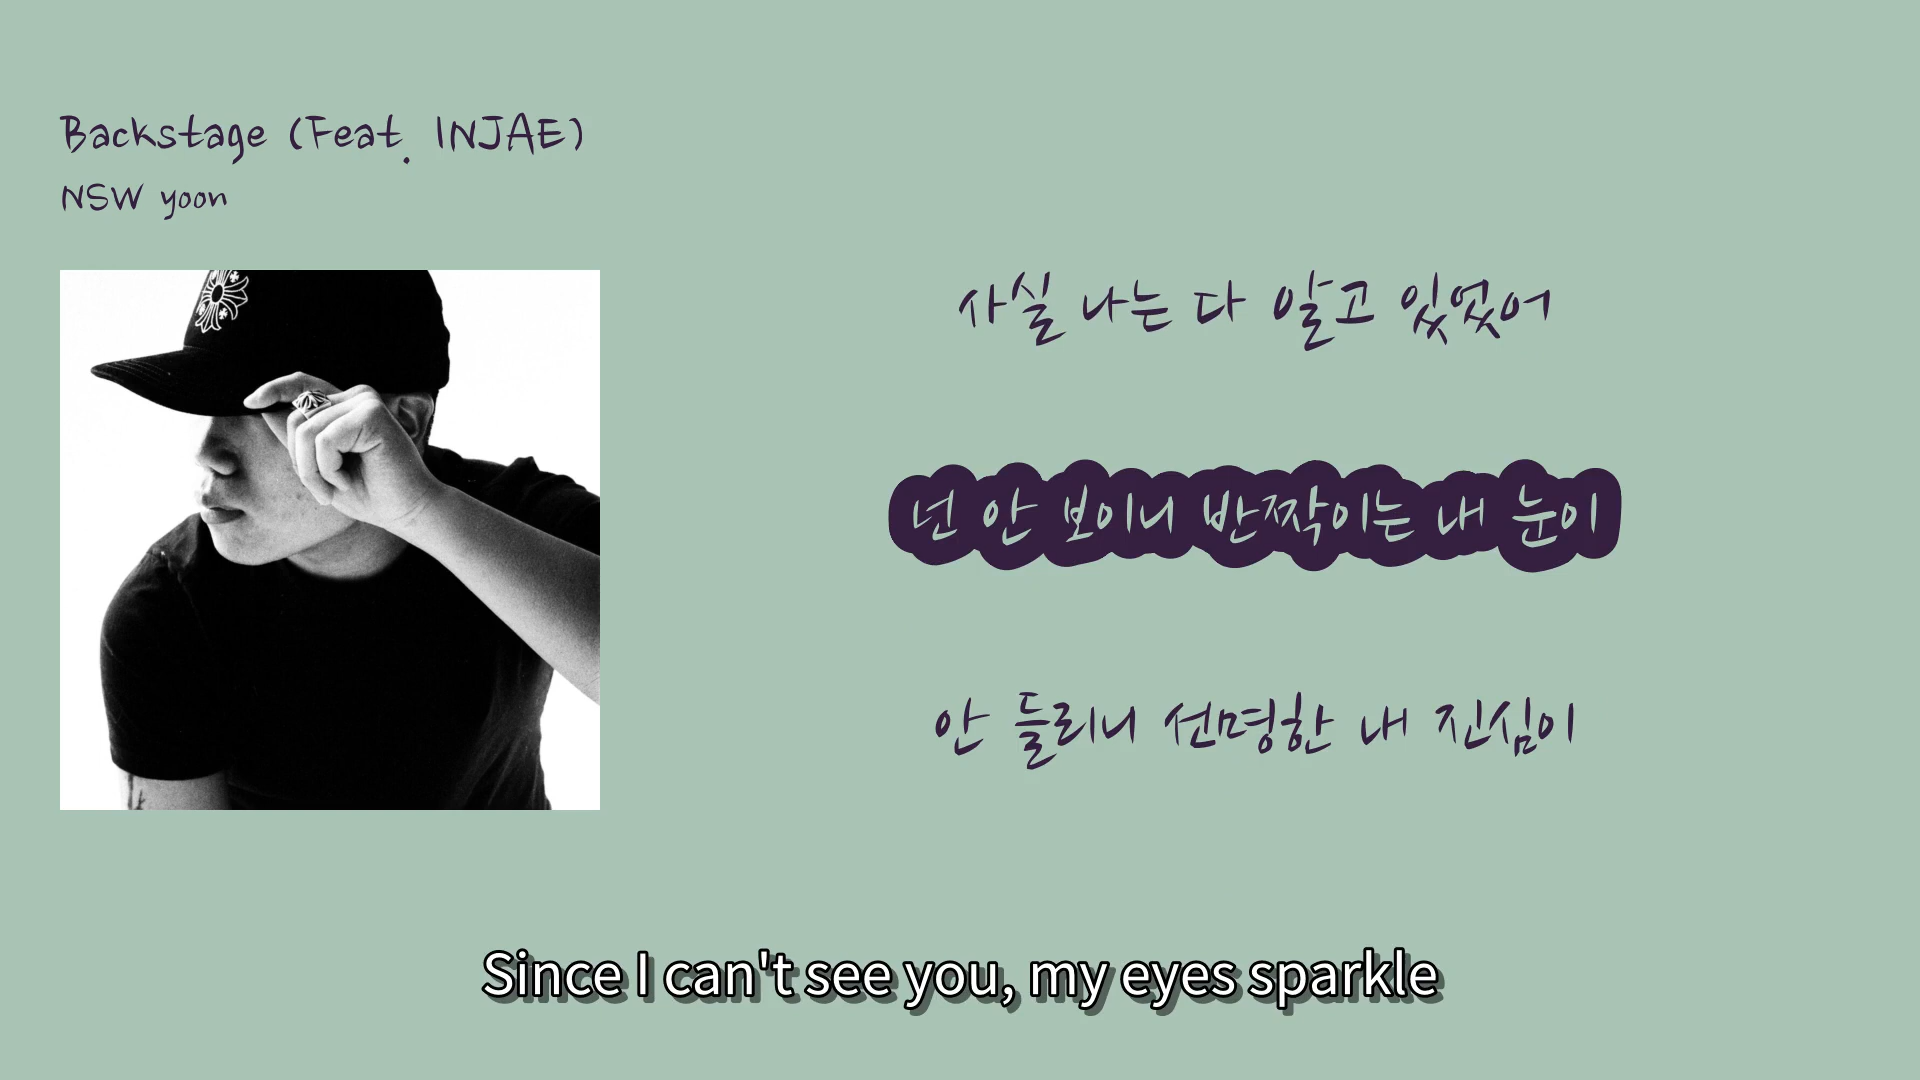 Backstage (Feat. INJAE)
NSW yoon
사실 나는 다 알고 있었어
넌 안 보이니 반짝이는 내 눈이
안 들리니 선명한 내 진심이
Since I can't see you, my eyes sparkle